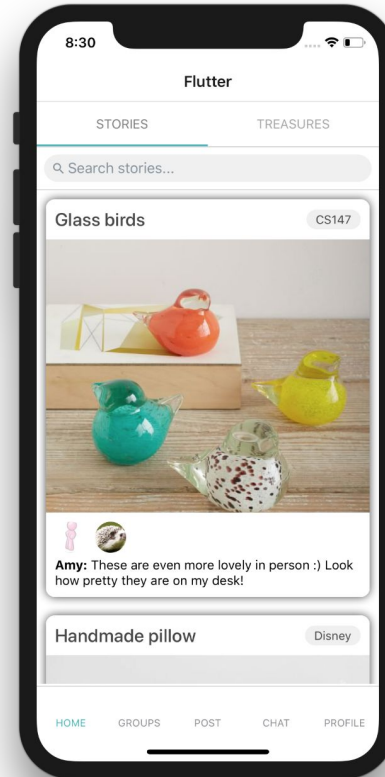 8:30
Flutter
STORIES TREASURES
Search stories...
Glass birds CS147
Amy: These are even more lovely in person :) Look
how pretty they are on my desk!
Handmade pillow Disney
HOME GROUPS POST CHAT PROFILE